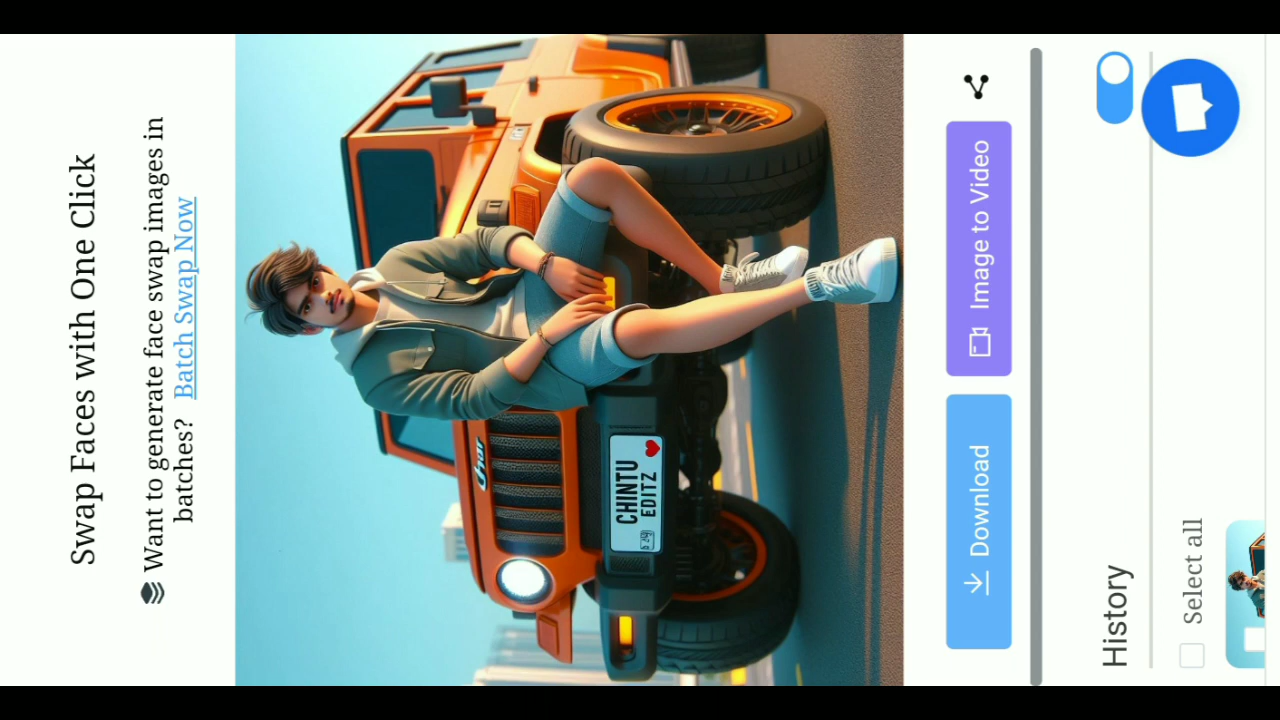 Swap Faces with One Click
Want to generate face swap images in
batches? Batch Swap Now
CHINTU
EDITZ
Image to Video
Download
History
Select all